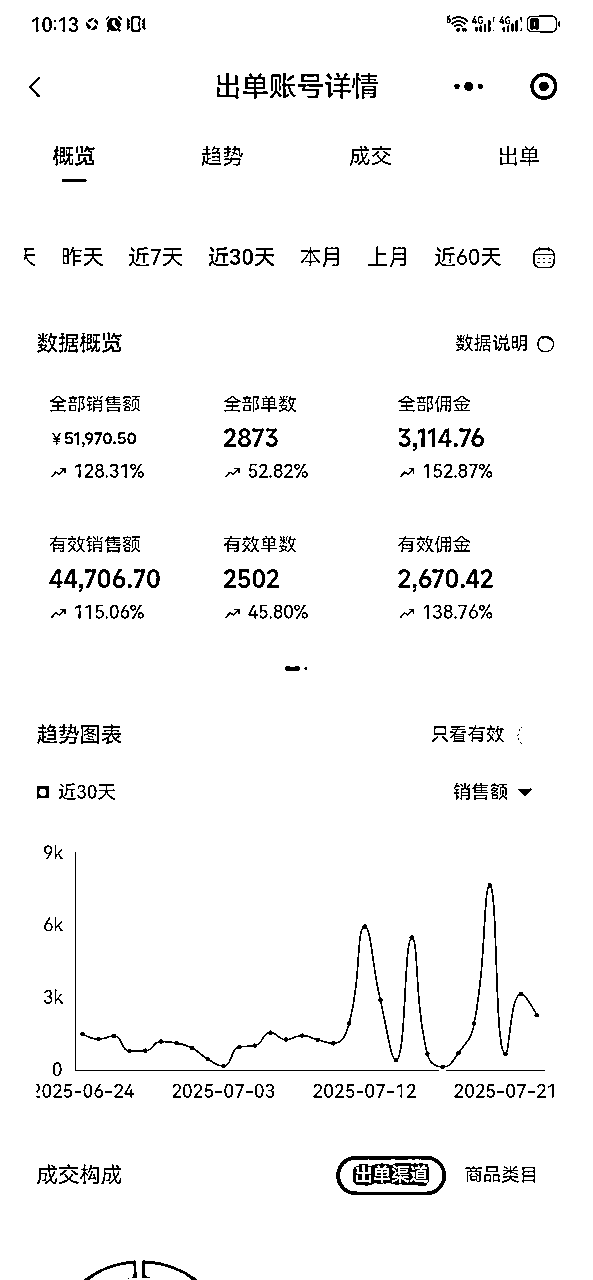 10:13
出单账号详情
概览 趋势 成交 出单
天 昨天 近7天 近30天 本月 上月 近60天
数据概览 数据说明
全部销售额 全部单数 全部佣金
¥51,970.50 2873 3,114.76
128.31% 52.82% 152.87%
有效销售额 有效单数 有效佣金
44,706.70 2502 2,670.42
115.06% 45.80% 138.76%
趋势图表 只看有效
近30天 销售额
9k
6k
3k
0
2025-06-24 2025-07-03 2025-07-12 2025-07-21
成交构成 出单渠道 商品类目